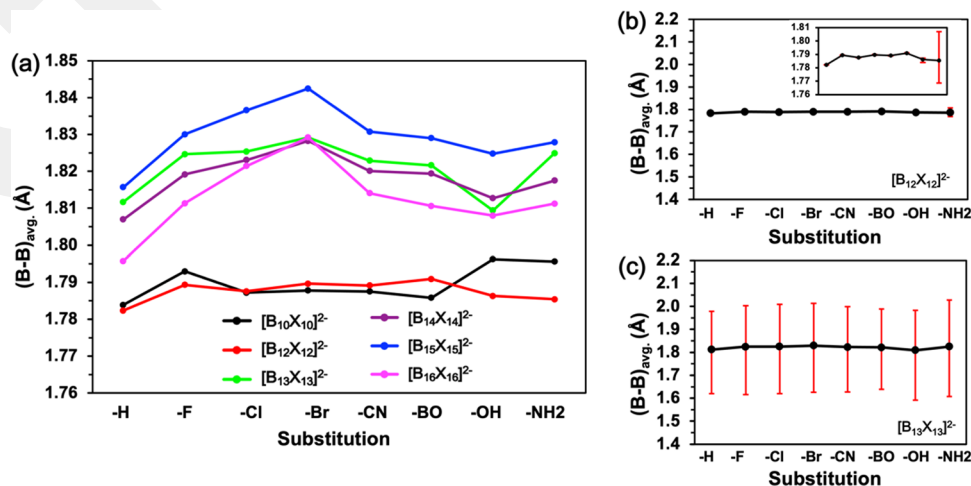 (a)
1.85
1.84
1.83
1.82
1.81
1.80
1.79
1.78
1.77
1.76
(B-B)avg. (Å)
[B10X10]2-
[B12X12]2-
[B13X13]2-
[B14X14]2-
[B15X15]2-
[B16X16]2-
-H -F -Cl -Br -CN -BO -OH -NH2
Substitution
(b)
2.2
2.1
2.0
1.9
1.8
1.7
1.6
1.5
1.4
(B-B)avg. (Å)
1.81
1.80
1.79
1.78
1.77
1.76
[B12X12]2-
-H -F -Cl -Br -CN -BO -OH -NH2
Substitution
(c)
2.2
2.1
2.0
1.9
1.8
1.7
1.6
1.5
1.4
(B-B)avg. (Å)
[B13X13]2-
-H -F -Cl -Br -CN -BO -OH -NH2
Substitution